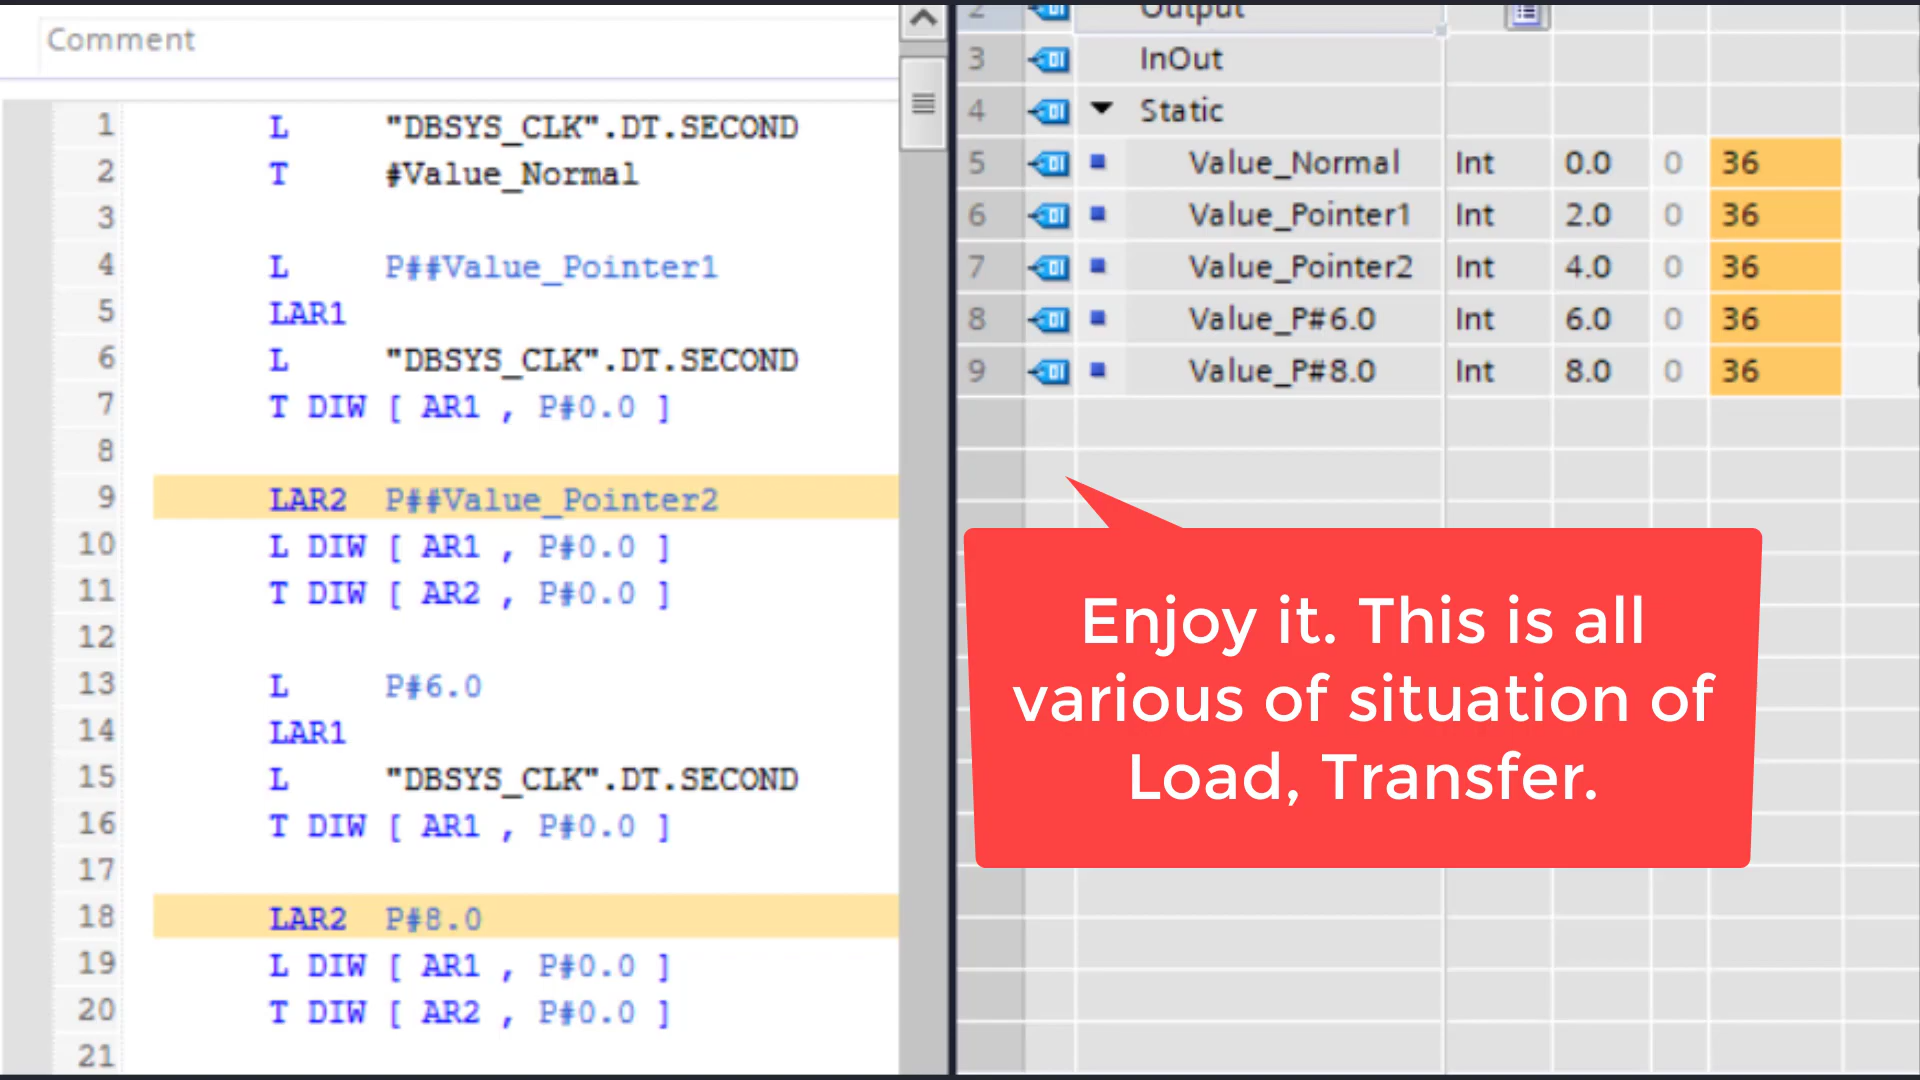 Comment
1 L "DBSYS_CLK".DT.SECOND
2 T #Value_Normal
3
4 L P##Value_Pointer1
5 LAR1
6 L "DBSYS_CLK".DT.SECOND
7 T DIW [ AR1 , P#0.0 ]
8
9 LAR2 P##Value_Pointer2
10 L DIW [ AR1 , P#0.0 ]
11 T DIW [ AR2 , P#0.0 ]
12
13 L P#6.0
14 LAR1
15 L "DBSYS_CLK".DT.SECOND
16 T DIW [ AR1 , P#0.0 ]
17
18 LAR2 P#8.0
19 L DIW [ AR1 , P#0.0 ]
20 T DIW [ AR2 , P#0.0 ]
21
2 Output
3 InOut
4 Static
5 Value_Normal Int 0.0 0 36
6 Value_Pointer1 Int 2.0 0 36
7 Value_Pointer2 Int 4.0 0 36
8 Value_P#6.0 Int 6.0 0 36
9 Value_P#8.0 Int 8.0 0 36
Enjoy it. This is all
various of situation of
Load, Transfer.